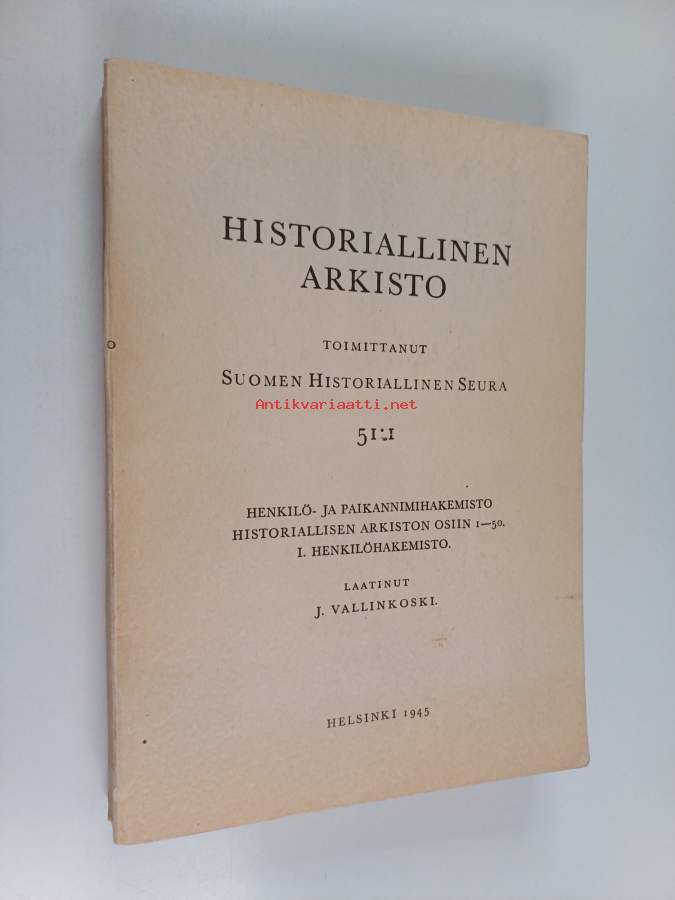 HISTORIALLINEN
ARKISTO
TOIMITTANUT
SUOMEN HISTORIALLINEN SEURA
Antikvariaatti.net
51:1
HENKILÖ- JA PAIKANNIMIHAKEMISTO
HISTORIALLISEN ARKISTON OSIIN 1—50.
I. HENKILÖHAKEMISTO.
LAATINUT
J. VALLINKOSKI.
HELSINKI 1945